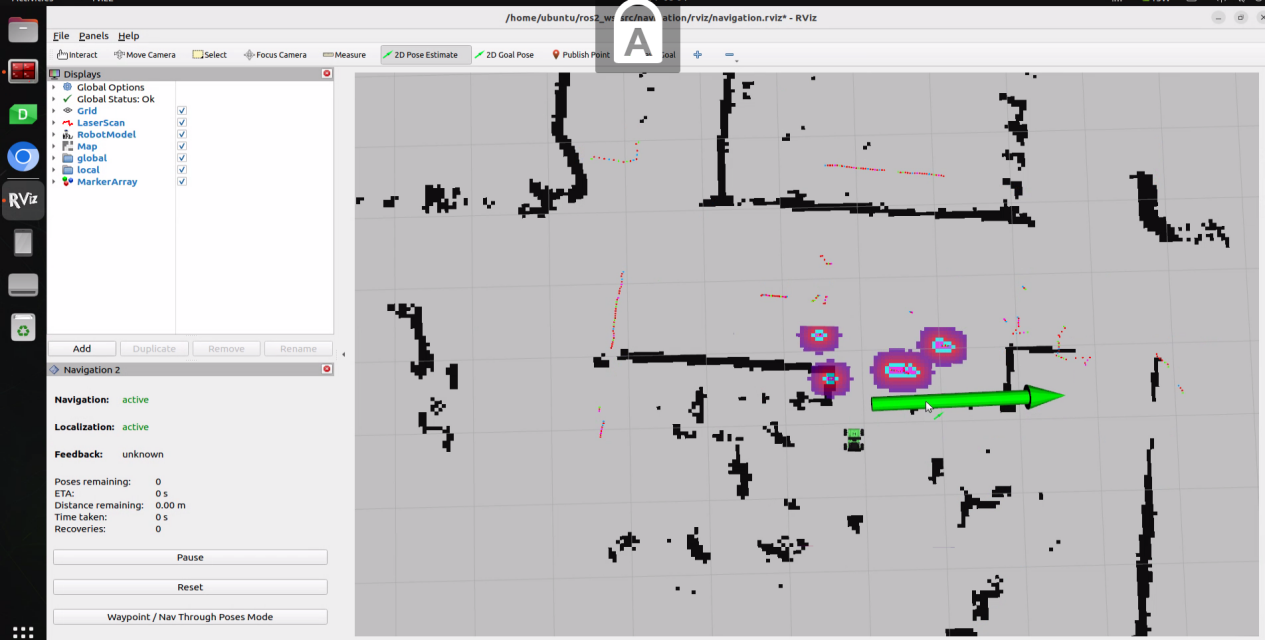 /home/ubuntu/ros2_ws/src/navigation/rviz/navigation.rviz* - RViz
A
File Panels Help
Interact Move Camera Select Focus Camera Measure 2D Pose Estimate 2D Goal Pose Publish Point Goal
Displays
Global Options
Global Status: Ok
Grid
LaserScan
RobotModel
Map
global
local
MarkerArray
D
RViz
Add Duplicate Remove Rename
Navigation 2
Navigation: active
Localization: active
Feedback: unknown
Poses remaining: 0
ETA: 0 s
Distance remaining: 0.00 m
Time taken: 0 s
Recoveries: 0
Pause
Reset
Waypoint / Nav Through Poses Mode